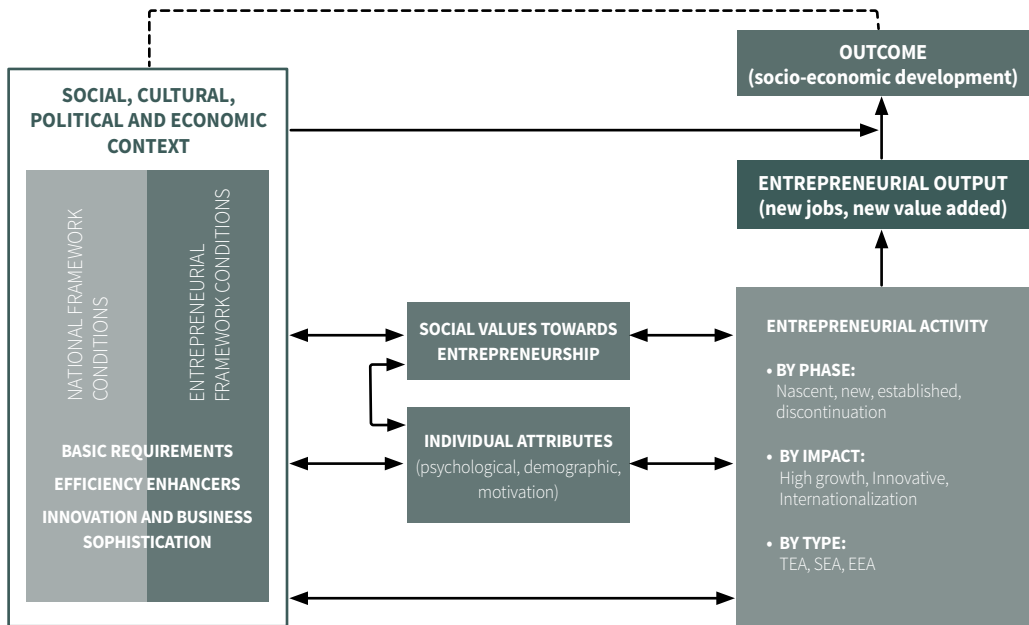 SOCIAL, CULTURAL,
POLITICAL AND ECONOMIC
CONTEXT
NATIONAL FRAMEWORK
CONDITIONS
ENTREPRENEURIAL
FRAMEWORK CONDITIONS
BASIC REQUIREMENTS
EFFICIENCY ENHANCERS
INNOVATION AND BUSINESS
SOPHISTICATION
SOCIAL VALUES TOWARDS
ENTREPRENEURSHIP
INDIVIDUAL ATTRIBUTES
(psychological, demographic,
motivation)
OUTCOME
(socio-economic development)
ENTREPRENEURIAL OUTPUT
(new jobs, new value added)
ENTREPRENEURIAL ACTIVITY
• BY PHASE:
Nascent, new, established,
discontinuation
• BY IMPACT:
High growth, Innovative,
Internationalization
• BY TYPE:
TEA, SEA, EEA